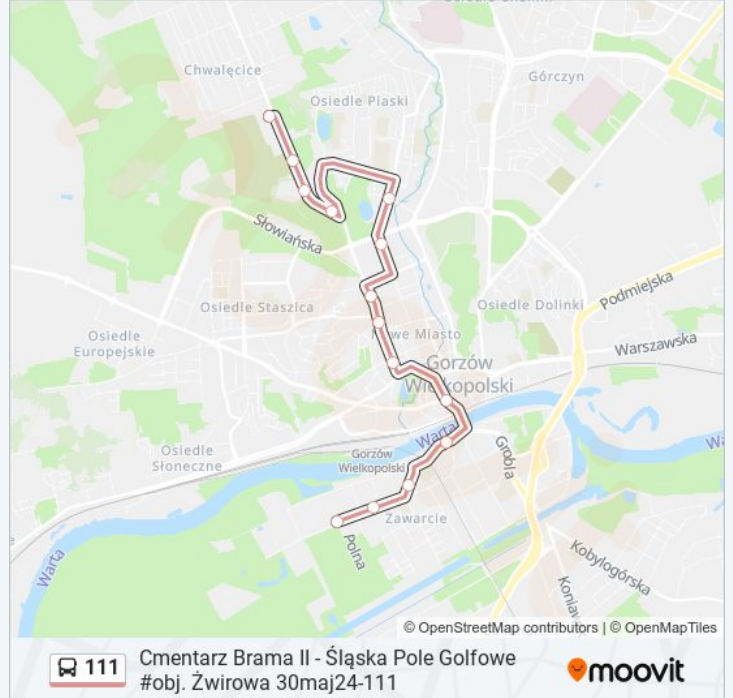 Chwalęcice
Osiedle Piaski
Górczyn
Słowiańska
Osiedle Staszica
Osiedle Dolinki
Podmiejska
Osiedle
Europejskie
Nowe Miasto
Warszawska
Gorzów
Wielkopolski
Warta
Osiedle
Słoneczne
Gorzów
Wielkopolski
Grobla
Zawarcie
Polna
Warta
Kobylogórska
© OpenStreetMap contributors | © OpenMapTiles
111
Cmentarz Brama II - Śląska Pole Golfowe
#obj. Żwirowa 30maj24-111
moovit